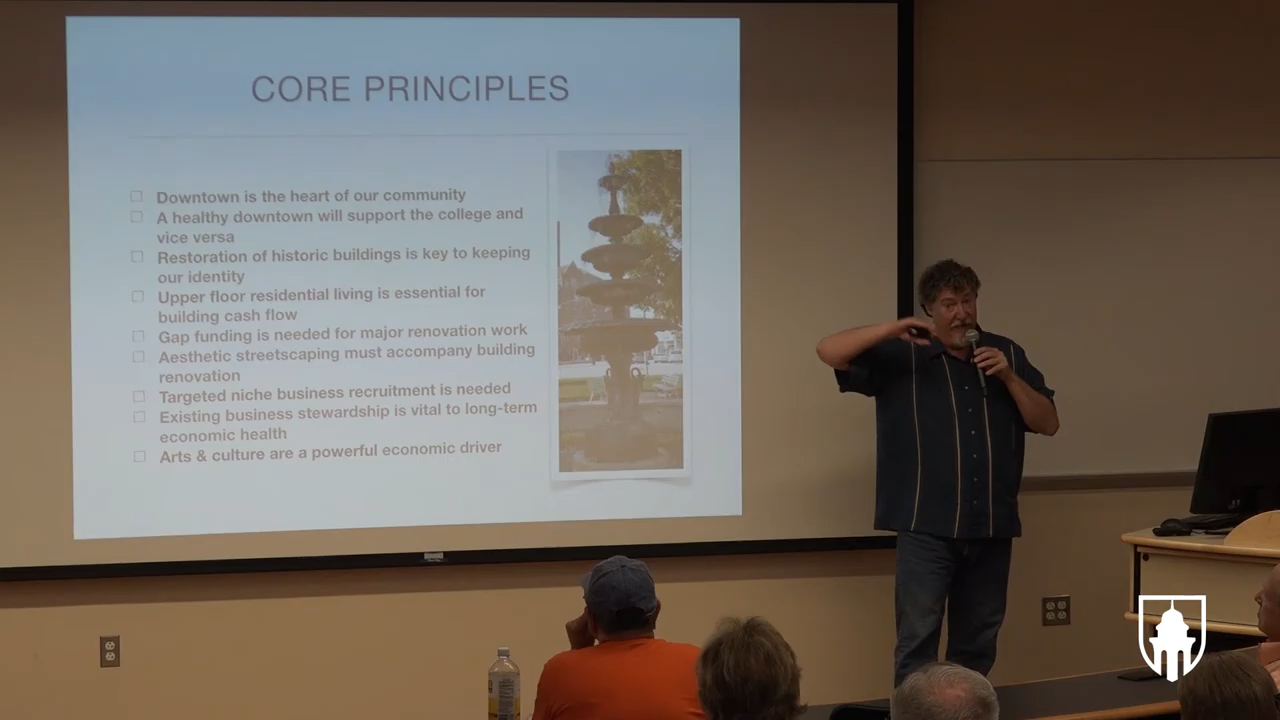 CORE PRINCIPLES
Downtown is the heart of our community
A healthy downtown will support the college and
vice versa
Restoration of historic buildings is key to keeping
our identity
Upper floor residential living is essential for
building cash flow
Gap funding is needed for major renovation work
Aesthetic streetscaping must accompany building
renovation
Targeted niche business recruitment is needed
Existing business stewardship is vital to long-term
economic health
Arts & culture are a powerful economic driver